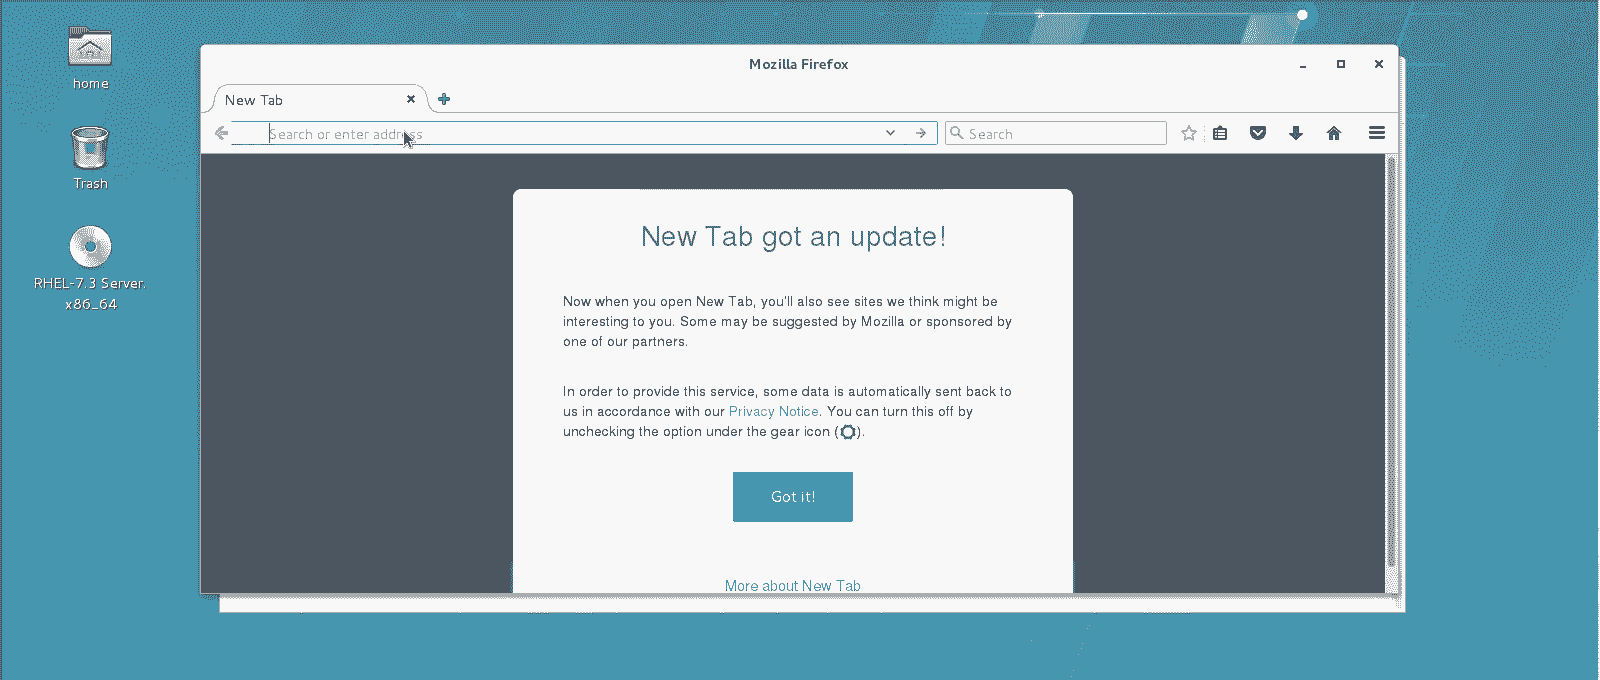 home
Trash
RHEL-7.3 Server.
x86_64
Mozilla Firefox
New Tab
Search or enter address
Search
New Tab got an update!
Now when you open New Tab, you'll also see sites we think might be
interesting to you. Some may be suggested by Mozilla or sponsored by
one of our partners.
In order to provide this service, some data is automatically sent back to
us in accordance with our Privacy Notice. You can turn this off by
unchecking the option under the gear icon ( ).
Got it!
More about New Tab